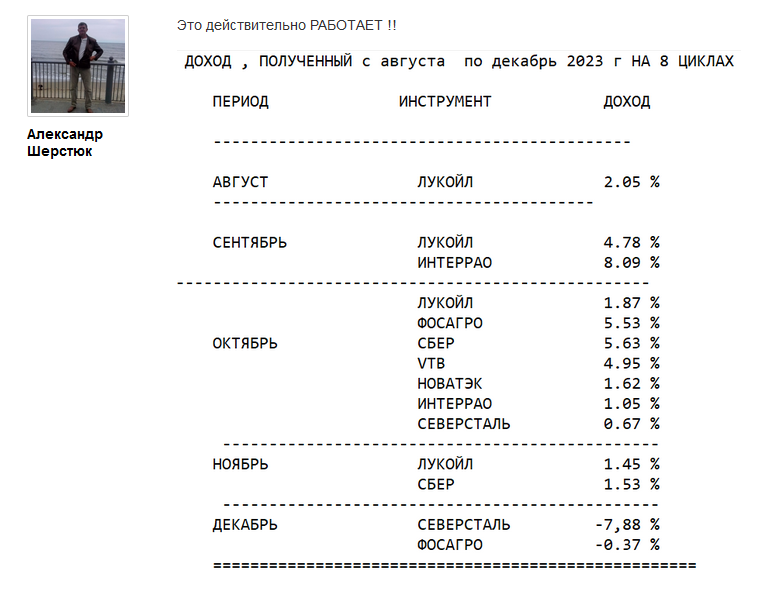 Это действительно РАБОТАЕТ !!
Александр
Шерстюк
ДОХОД , ПОЛУЧЕННЫЙ с августа по декабрь 2023 г НА 8 ЦИКЛАХ
ПЕРИОД ИНСТРУМЕНТ ДОХОД
---------------------------------------------
АВГУСТ ЛУКОЙЛ 2.05 %
-----------------------------------------
СЕНТЯБРЬ ЛУКОЙЛ 4.78 %
ИНТЕРРАО 8.09 %
---------------------------------------------------
ЛУКОЙЛ 1.87 %
ФОСАГРО 5.53 %
ОКТЯБРЬ СБЕР 5.63 %
VTB 4.95 %
НОВАТЭК 1.62 %
ИНТЕРРАО 1.05 %
СЕВЕРСТАЛЬ 0.67 %
-----------------------------------------------
НОЯБРЬ ЛУКОЙЛ 1.45 %
СБЕР 1.53 %
-----------------------------------------------
ДЕКАБРЬ СЕВЕРСТАЛЬ -7,88 %
ФОСАГРО -0.37 %
====================================================